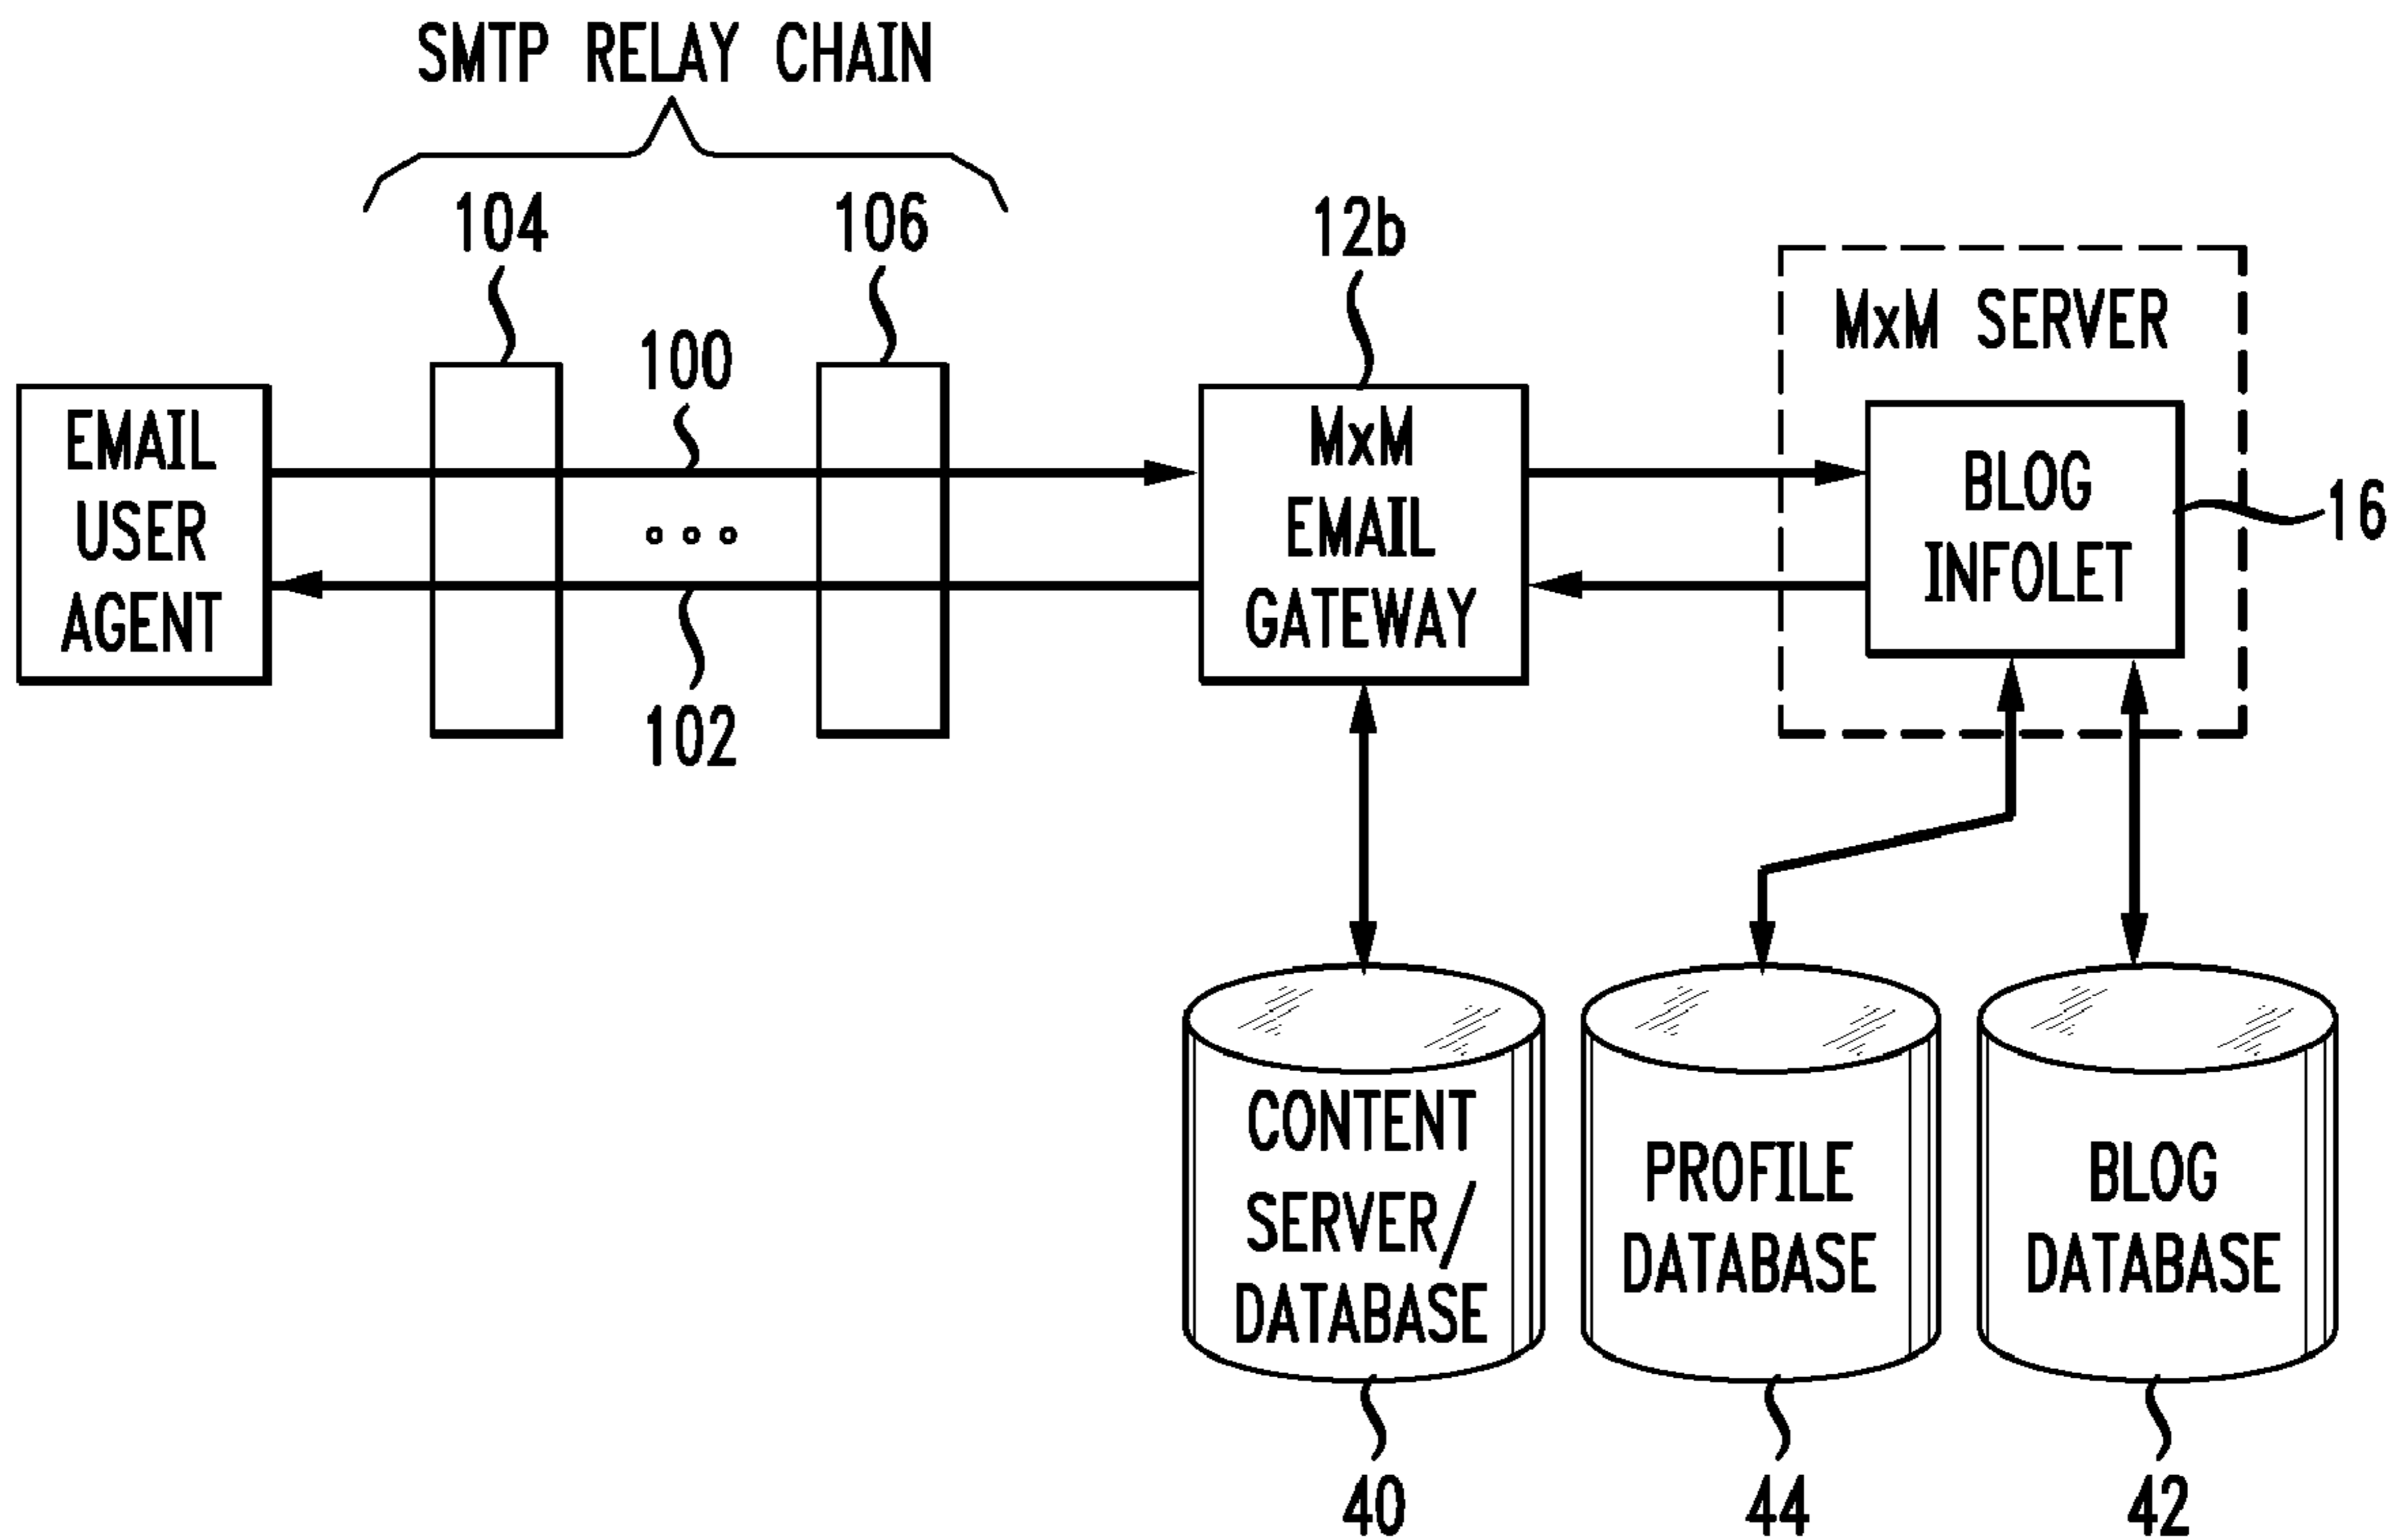 SMTP RELAY CHAIN
104
106
12b
100
MxM SERVER
EMAIL
USER
AGENT
MxM
EMAIL
GATEWAY
BLOG
INFOLET
16
102
CONTENT
SERVER/
DATABASE
PROFILE
DATABASE
BLOG
DATABASE
40
44
42